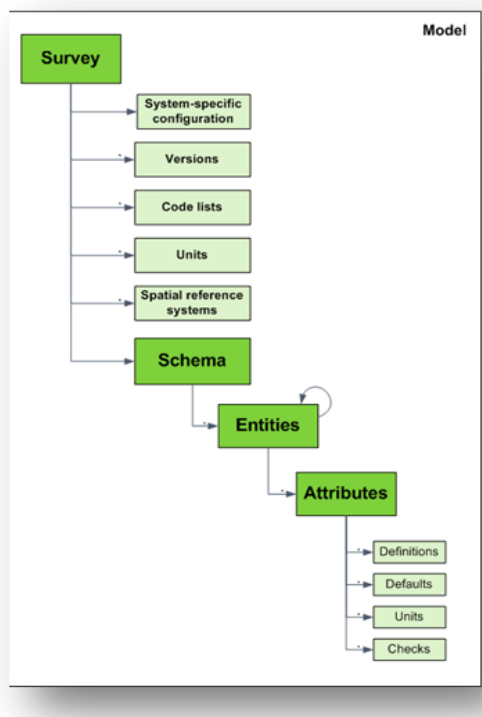 Model
Survey
System-specific
configuration
Versions
Code lists
Units
Spatial reference
systems
Schema
Entities
Attributes
Definitions
Defaults
Units
Checks